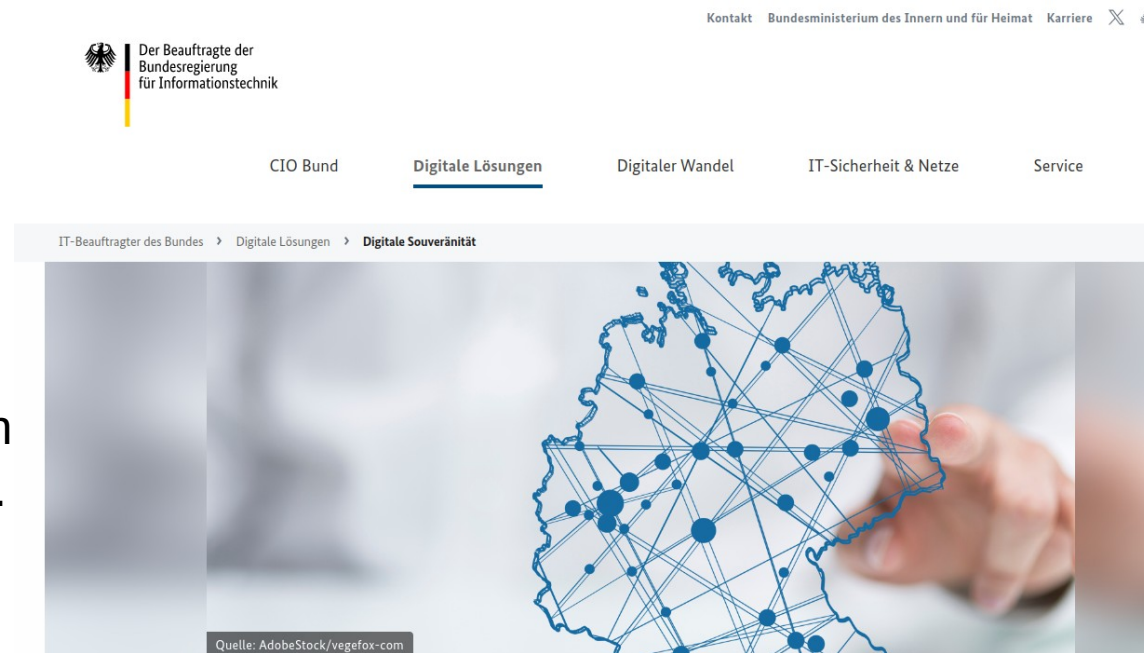 Kontakt Bundesministerium des Innern und für Heimat Karriere
Der Beauftragte der
Bundesregierung
für Informationstechnik
CIO Bund Digitale Lösungen Digitaler Wandel IT-Sicherheit & Netze Service
IT-Beauftragter des Bundes › Digitale Lösungen › Digitale Souveränität
Quelle: AdobeStock/vegefox-com